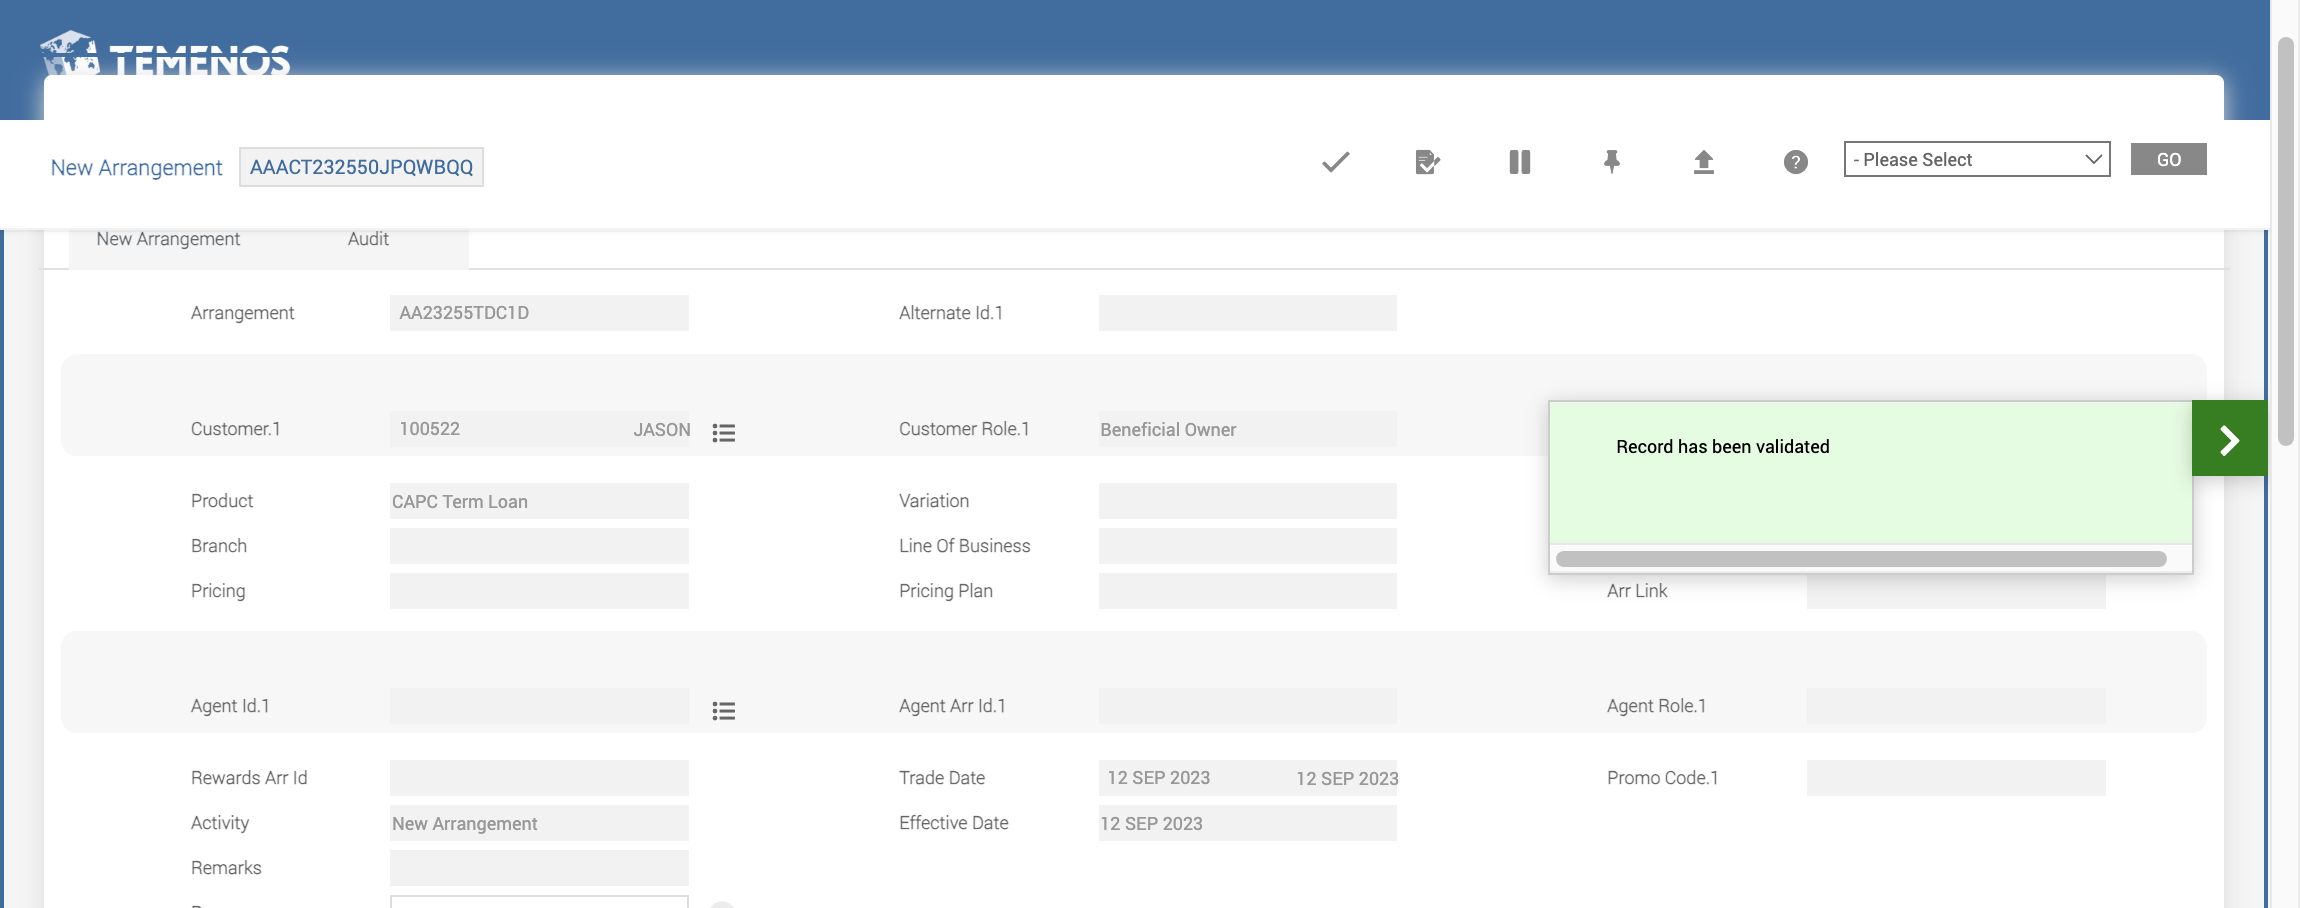 TEMENOS
New Arrangement AAACT232550JPQWBQQ - Please Select GO
New Arrangement Audit
Arrangement AA23255TDC1D Alternate Id.1
Customer.1 100522 JASON Customer Role.1 Beneficial Owner
Record has been validated
Product CAPC Term Loan Variation
Branch Line Of Business
Pricing Pricing Plan Arr Link
Agent Id.1 Agent Arr Id.1 Agent Role.1
Rewards Arr Id Trade Date 12 SEP 2023 12 SEP 2023 Promo Code.1
Activity New Arrangement Effective Date 12 SEP 2023
Remarks